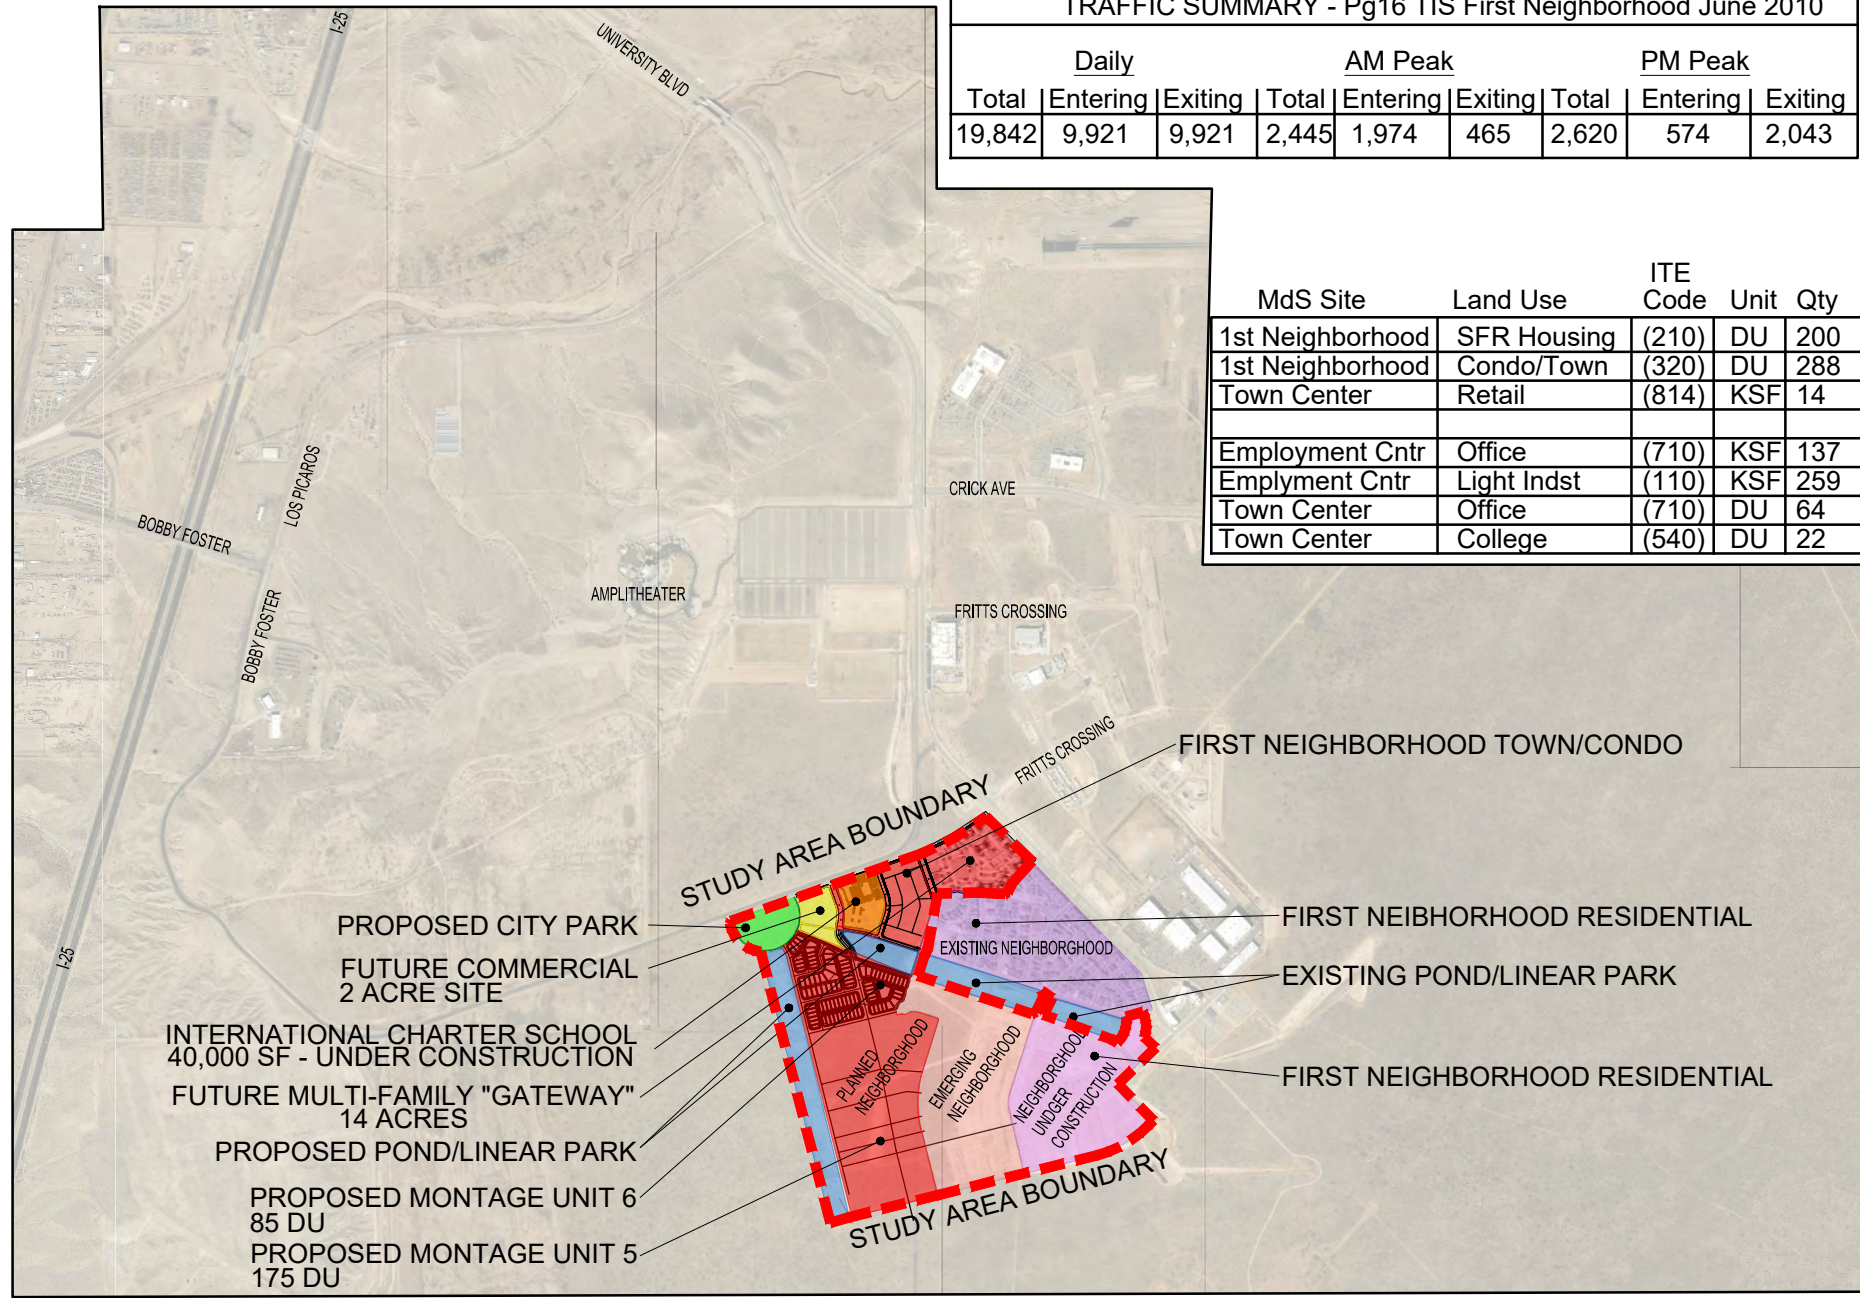 TRAFFIC SUMMARY - Pg16 TIS First Neighborhood June 2010
Daily AM Peak PM Peak
Total Entering Exiting Total Entering Exiting Total Entering Exiting
19,842 9,921 9,921 2,445 1,974 465 2,620 574 2,043
I-25
UNIVERSITY BLVD
ITE
MdS Site Land Use Code Unit Qty
1st Neighborhood SFR Housing (210) DU 200
1st Neighborhood Condo/Town (320) DU 288
Town Center Retail (814) KSF 14
Employment Cntr Office (710) KSF 137
Emplyment Cntr Light Indst (110) KSF 259
Town Center Office (710) DU 64
Town Center College (540) DU 22
LOS PICAROS
CRICK AVE
BOBBY FOSTER
AMPLITHEATER
FRITTS CROSSING
BOBBY FOSTER
FRITTS CROSSING
FIRST NEIGHBORHOOD TOWN/CONDO
STUDY AREA BOUNDARY
PROPOSED CITY PARK
FIRST NEIBHORHOOD RESIDENTIAL
EXISTING NEIGHBORGHOOD
I-25
FUTURE COMMERCIAL
2 ACRE SITE
EXISTING POND/LINEAR PARK
INTERNATIONAL CHARTER SCHOOL
40,000 SF - UNDER CONSTRUCTION
PLANNED
NEIGHBORGHOOD
EMERGING
NEIGHBORGHOOD
NEIGHBORGHOOD
UNDGER
CONSTRUCTION
FIRST NEIGHBORHOOD RESIDENTIAL
FUTURE MULTI-FAMILY "GATEWAY"
14 ACRES
PROPOSED POND/LINEAR PARK
PROPOSED MONTAGE UNIT 6
85 DU
STUDY AREA BOUNDARY
PROPOSED MONTAGE UNIT 5
175 DU